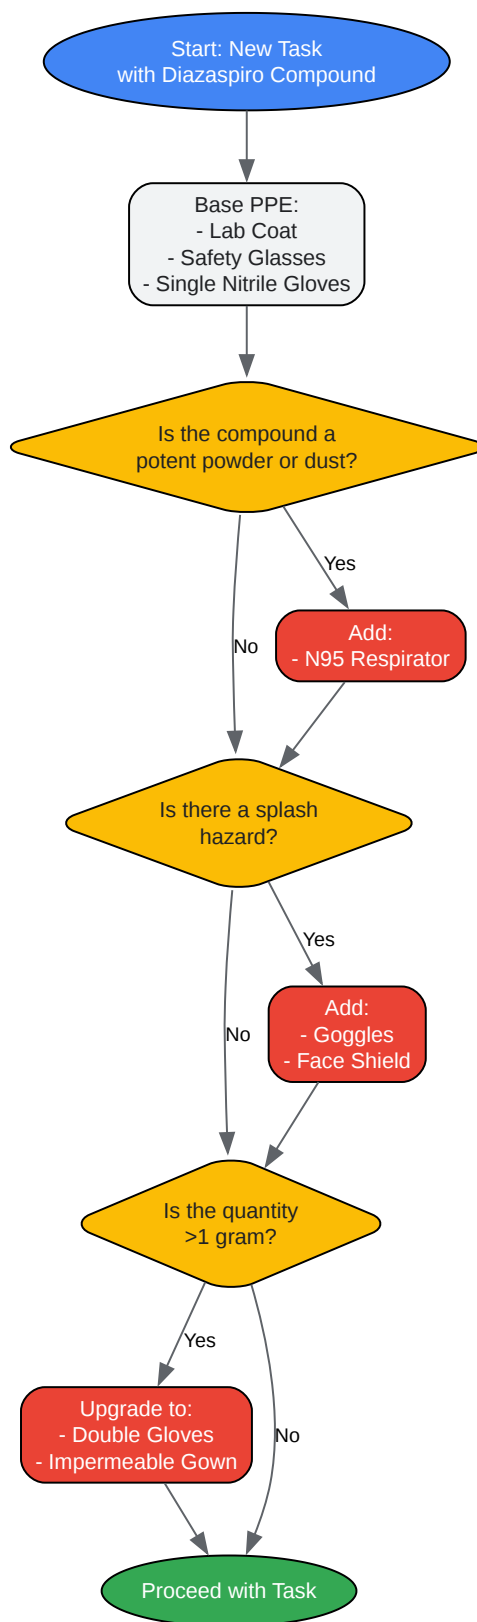 Start: New Task
with Diazaspiro Compound
Base PPE:
- Lab Coat
- Safety Glasses
- Single Nitrile Gloves
Is the compound a
potent powder or dust?
Yes
No
Add:
- N95 Respirator
Is there a splash
hazard?
Yes
No
Add:
- Goggles
- Face Shield
Is the quantity
>1 gram?
Yes
No
Upgrade to:
- Double Gloves
- Impermeable Gown
Proceed with Task